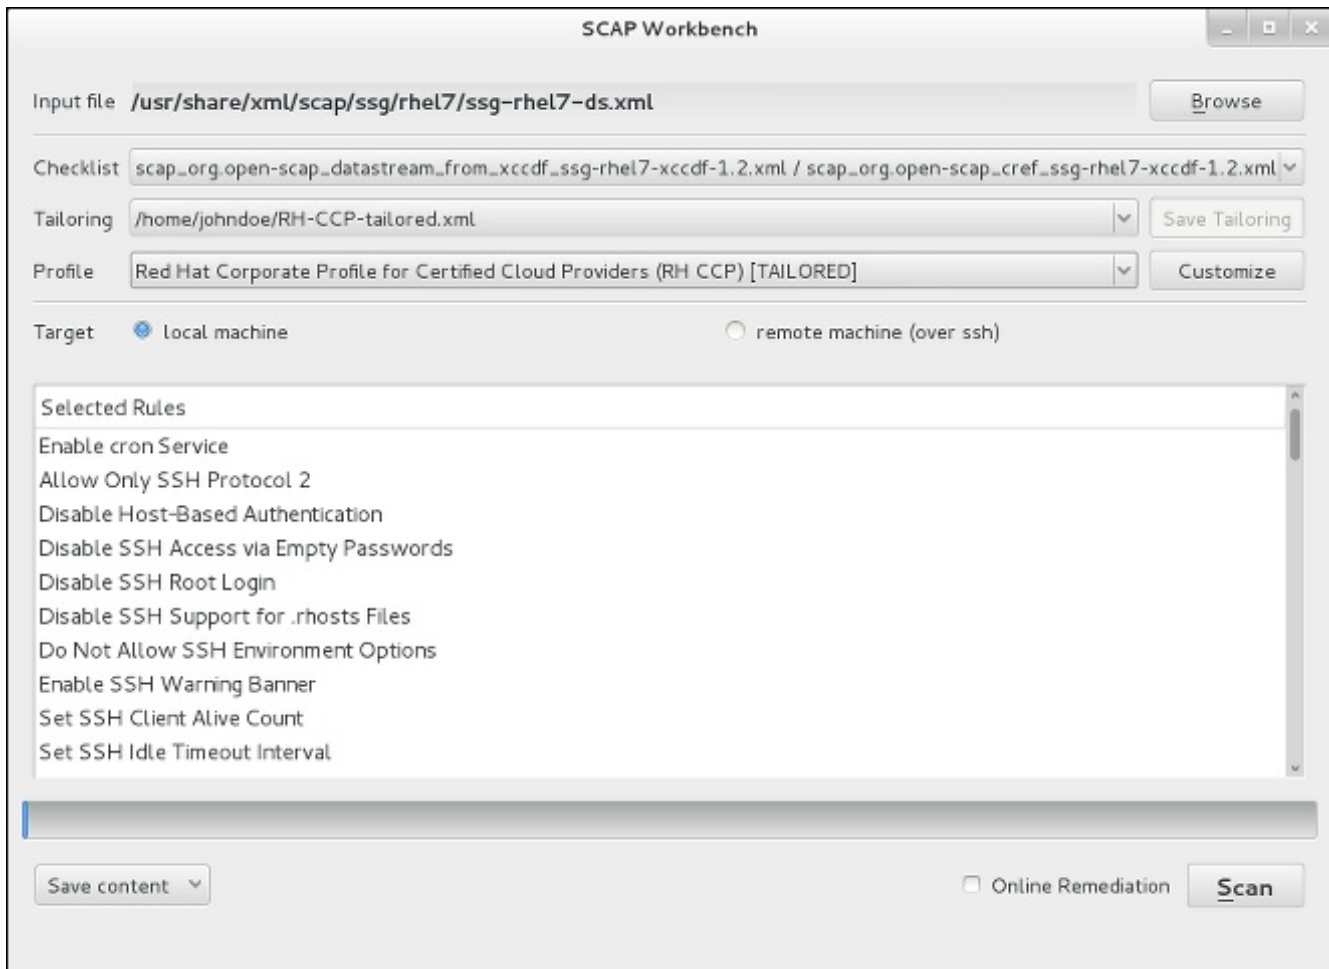 SCAP Workbench
Input file /usr/share/xml/scap/ssg/rhel7/ssg-rhel7-ds.xml Browse
Checklist scap_org.open-scap_datastream_from_xccdf_ssg-rhel7-xccdf-1.2.xml / scap_org.open-scap_cref_ssg-rhel7-xccdf-1.2.xml
Tailoring /home/johndoe/RH-CCP-tailored.xml Save Tailoring
Profile Red Hat Corporate Profile for Certified Cloud Providers (RH CCP) [TAILORED] Customize
Target local machine remote machine (over ssh)
Selected Rules
Enable cron Service
Allow Only SSH Protocol 2
Disable Host-Based Authentication
Disable SSH Access via Empty Passwords
Disable SSH Root Login
Disable SSH Support for .rhosts Files
Do Not Allow SSH Environment Options
Enable SSH Warning Banner
Set SSH Client Alive Count
Set SSH Idle Timeout Interval
Save content Online Remediation Scan